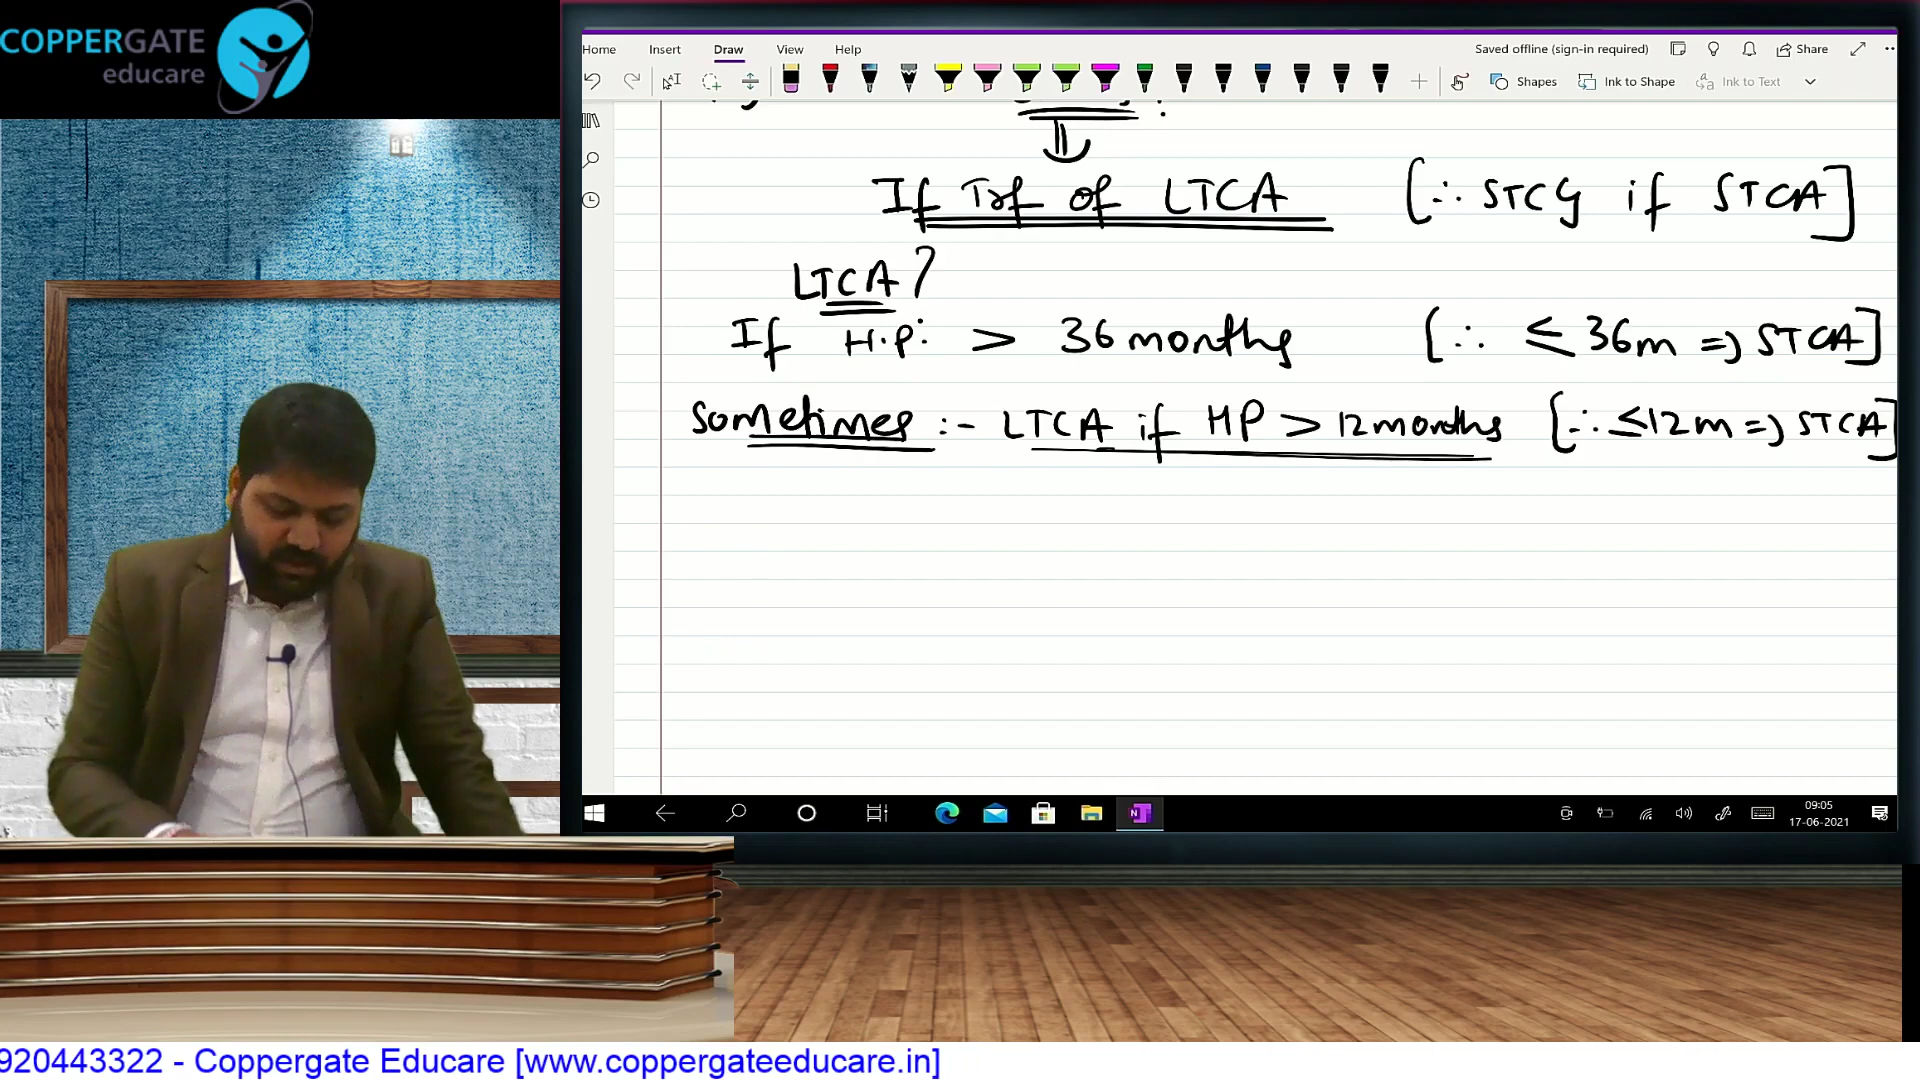 COPPERGATE
educare
Home Insert Draw View Help Saved offline (sign-in required) Share
Shapes Ink to Shape Ink to Text
If Trf of LTCA [∴ STCG if STCA]
LTCA?
If H.P. > 36 months [∴ ≤ 36m => STCA]
Sometimes :- LTCA if HP > 12 months [∴ ≤12m => STCA]
09:05
17-06-2021
920443322 - Coppergate Educare [www.coppergateeducare.in]